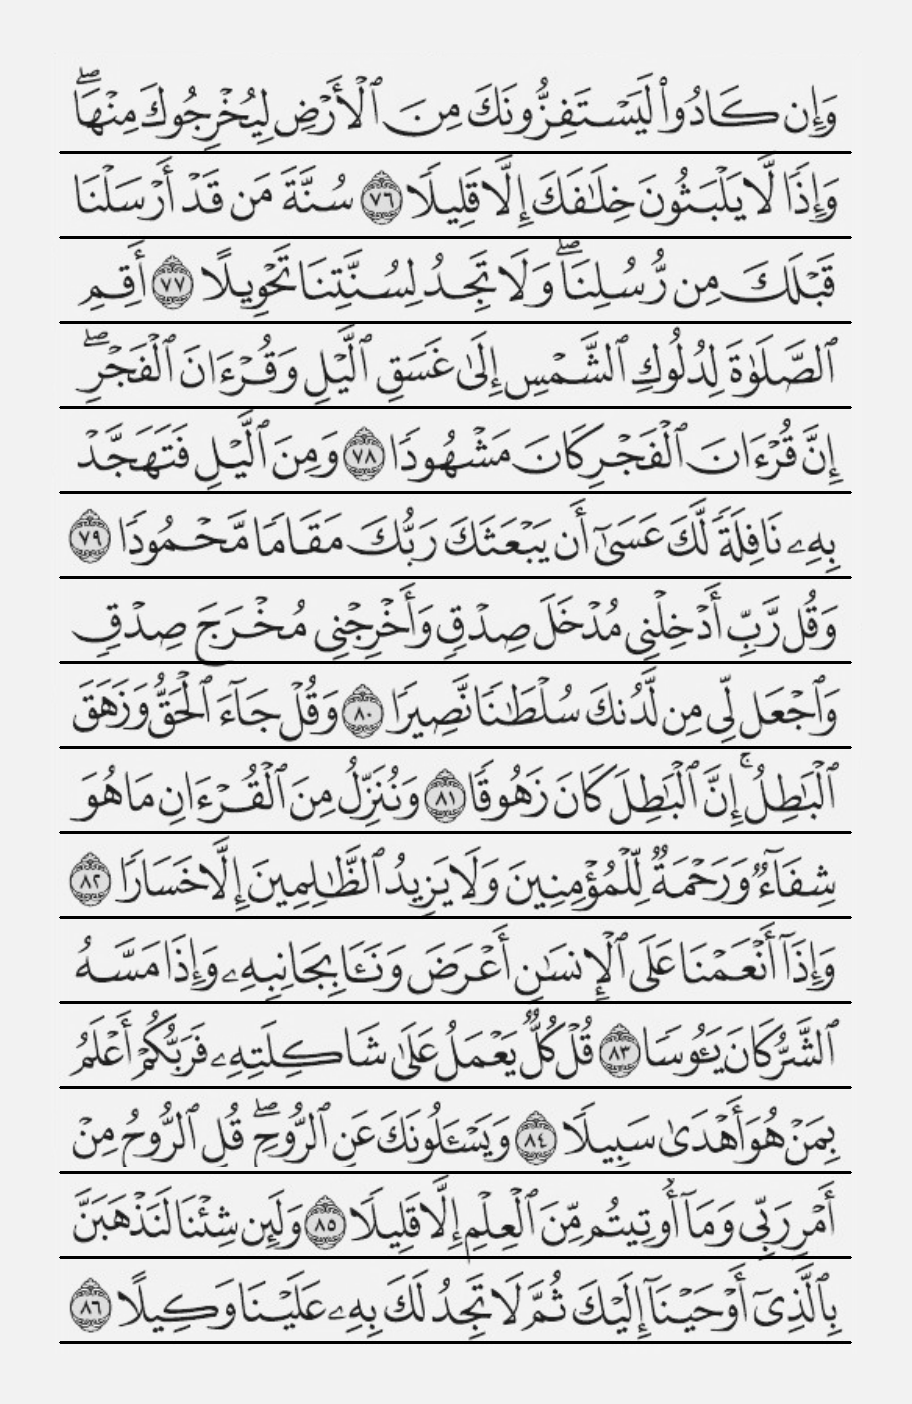 وَإِن كَادُوا۟ لَيَسْتَفِزُّونَكَ مِنَ ٱلْأَرْضِ لِيُخْرِجُوكَ مِنْهَا ۖ
وَإِذًا لَّا يَلْبَثُونَ خِلَٰفَكَ إِلَّا قَلِيلًا ٧٦ سُنَّةَ مَن قَدْ أَرْسَلْنَا
قَبْلَكَ مِن رُّسُلِنَا ۖ وَلَا تَجِدُ لِسُنَّتِنَا تَحْوِيلًا ٧٧ أَقِمِ
ٱلصَّلَوٰةَ لِدُلُوكِ ٱلشَّمْسِ إِلَىٰ غَسَقِ ٱلَّيْلِ وَقُرْءَانَ ٱلْفَجْرِ ۖ
إِنَّ قُرْءَانَ ٱلْفَجْرِ كَانَ مَشْهُودًا ٧٨ وَمِنَ ٱلَّيْلِ فَتَهَجَّدْ
بِهِۦ نَافِلَةً لَّكَ عَسَىٰٓ أَن يَبْعَثَكَ رَبُّكَ مَقَامًا مَّحْمُودًا ٧٩
وَقُل رَّبِّ أَدْخِلْنِى مُدْخَلَ صِدْقٍ وَأَخْرِجْنِى مُخْرَجَ صِدْقٍ
وَٱجْعَل لِّى مِن لَّدُنكَ سُلْطَٰنًا نَّصِيرًا ٨٠ وَقُلْ جَآءَ ٱلْحَقُّ وَزَهَقَ
ٱلْبَٰطِلُ ۚ إِنَّ ٱلْبَٰطِلَ كَانَ زَهُوقًا ٨١ وَنُنَزِّلُ مِنَ ٱلْقُرْءَانِ مَا هُوَ
شِفَآءٌ وَرَحْمَةٌ لِّلْمُؤْمِنِينَ وَلَا يَزِيدُ ٱلظَّٰلِمِينَ إِلَّا خَسَارًا ٨٢
وَإِذَآ أَنْعَمْنَا عَلَى ٱلْإِنسَٰنِ أَعْرَضَ وَنَـَٔا بِجَانِبِهِۦ وَإِذَا مَسَّهُ
ٱلشَّرُّ كَانَ يَـُٔوسًا ٨٣ قُلْ كُلٌّ يَعْمَلُ عَلَىٰ شَاكِلَتِهِۦ فَرَبُّكُمْ أَعْلَمُ
بِمَنْ هُوَ أَهْدَىٰ سَبِيلًا ٨٤ وَيَسْـَٔلُونَكَ عَنِ ٱلرُّوحِ ۖ قُلِ ٱلرُّوحُ مِنْ
أَمْرِ رَبِّى وَمَآ أُوتِيتُم مِّنَ ٱلْعِلْمِ إِلَّا قَلِيلًا ٨٥ وَلَئِن شِئْنَا لَنَذْهَبَنَّ
بِٱلَّذِىٓ أَوْحَيْنَآ إِلَيْكَ ثُمَّ لَا تَجِدُ لَكَ بِهِۦ عَلَيْنَا وَكِيلًا ٨٦